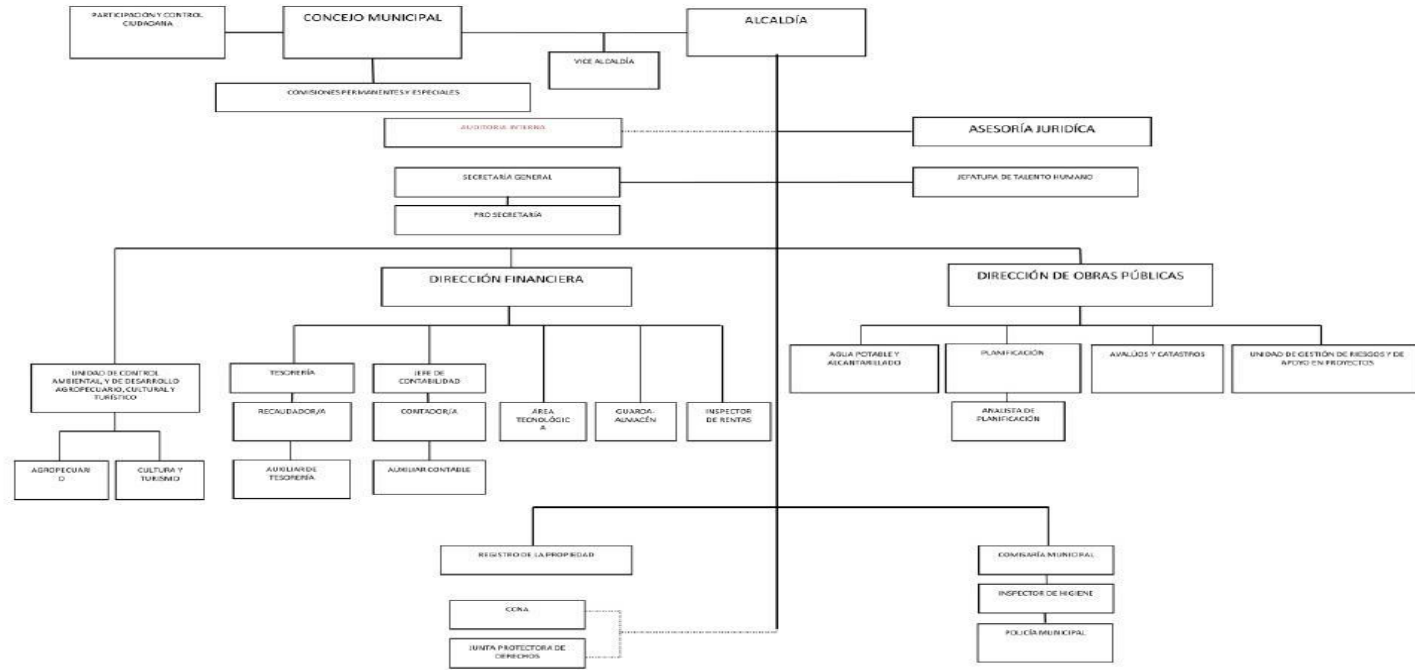 PARTICIPACIÓN Y CONTROL
CIUDADANA
CONCEJO MUNICIPAL
ALCALDÍA
VICE ALCALDÍA
COMISIONES PERMANENTES Y ESPECIALES
AUDITORIA INTERNA
ASESORÍA JURIDÍCA
SECRETARÍA GENERAL
JEFATURA DE TALENTO HUMANO
PRO SECRETARÍA
DIRECCIÓN FINANCIERA
DIRECCIÓN DE OBRAS PÚBLICAS
UNIDAD DE CONTROL
AMBIENTAL, Y DE DESARROLLO
AGROPECUARIO, CULTURAL Y
TURÍSTICO
TESORERÍA
JEFE DE
CONTABILIDAD
AGUA POTABLE Y
ALCANTARILLADO
PLANIFICACIÓN
AVALÚOS Y CATASTROS
UNIDAD DE GESTIÓN DE RIESGOS Y DE
APOYO EN PROYECTOS
RECAUDADOR/A
CONTADOR/A
ÁREA
TECNOLÓGIC
A
GUARDA-
ALMACÉN
INSPECTOR
DE RENTAS
ANALISTA DE
PLANIFICACIÓN
AGROPECUARI
O
CULTURA Y
TURISMO
AUXILIAR DE
TESORERÍA
AUXILIAR CONTABLE
REGISTRO DE LA PROPIEDAD
COMISARÍA MUNICIPAL
INSPECTOR DE HIGIENE
POLICÍA MUNICIPAL
CCNA
JUNTA PROTECTORA DE
DERECHOS